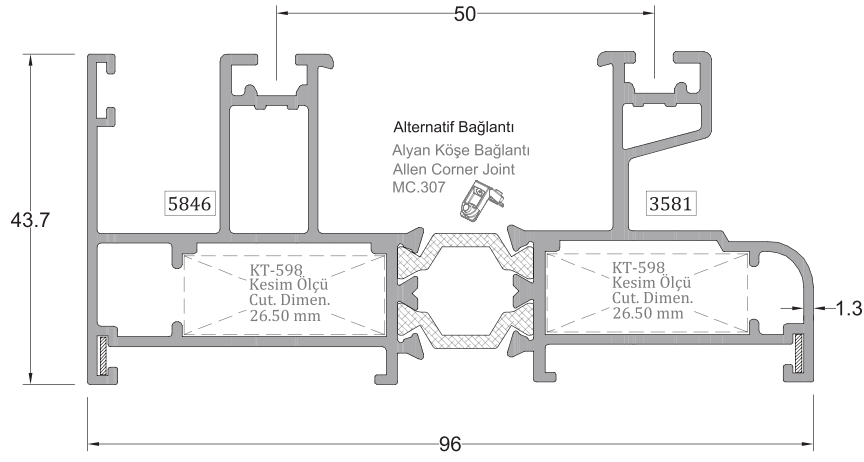 50
Alternatif Bağlantı
Alyan Köşe Bağlantı
Allen Corner Joint
MC.307
5846
3581
43.7
KT-598
Kesim Ölçü
Cut. Dimen.
26.50 mm
KT-598
Kesim Ölçü
Cut. Dimen.
26.50 mm
1.3
96